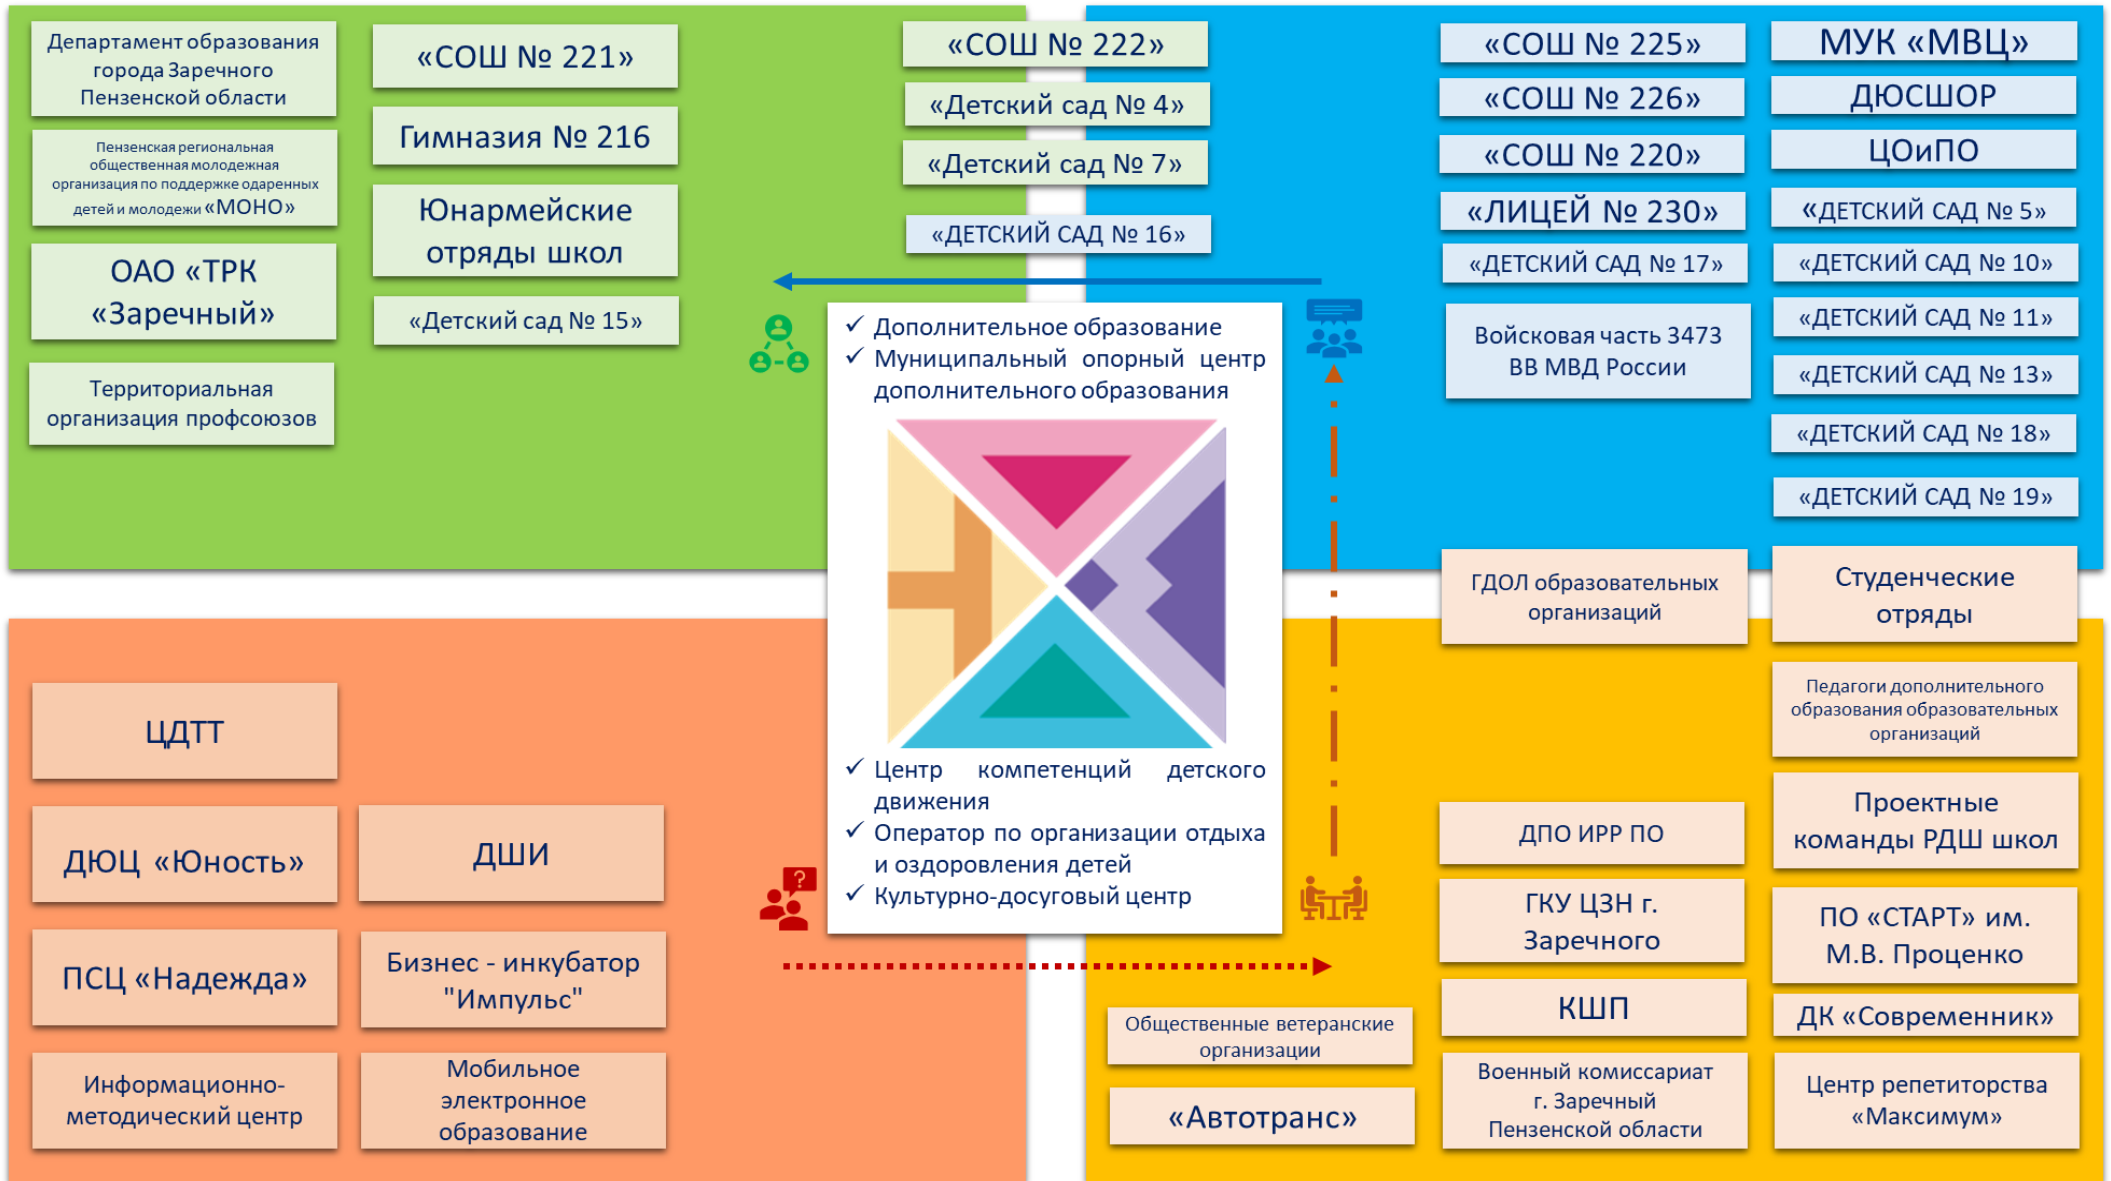 Департамент образования
города Заречного
Пензенской области
Пензенская региональная
общественная молодежная
организация по поддержке одаренных
детей и молодежи «МОНО»
ОАО «ТРК
«Заречный»
Территориальная
организация профсоюзов
«СОШ № 221»
Гимназия № 216
Юнармейские
отряды школ
«Детский сад № 15»
«СОШ № 222»
«Детский сад № 4»
«Детский сад № 7»
«ДЕТСКИЙ САД № 16»
«СОШ № 225»
«СОШ № 226»
«СОШ № 220»
«ЛИЦЕЙ № 230»
«ДЕТСКИЙ САД № 17»
Войсковая часть 3473
ВВ МВД России
МУК «МВЦ»
ДЮСШОР
ЦОиПО
«ДЕТСКИЙ САД № 5»
«ДЕТСКИЙ САД № 10»
«ДЕТСКИЙ САД № 11»
«ДЕТСКИЙ САД № 13»
«ДЕТСКИЙ САД № 18»
«ДЕТСКИЙ САД № 19»
✓ Дополнительное образование
✓ Муниципальный опорный центр
дополнительного образования
✓ Центр компетенций детского
движения
✓ Оператор по организации отдыха
и оздоровления детей
✓ Культурно-досуговый центр
ЦДТТ
ДЮЦ «Юность»
ПСЦ «Надежда»
Информационно-
методический центр
ДШИ
Бизнес - инкубатор
"Импульс"
Мобильное
электронное
образование
?
Общественные ветеранские
организации
«Автотранс»
ГДОЛ образовательных
организаций
ДПО ИРР ПО
ГКУ ЦЗН г.
Заречного
КШП
Военный комиссариат
г. Заречный
Пензенской области
Студенческие
отряды
Педагоги дополнительного
образования образовательных
организаций
Проектные
команды РДШ школ
ПО «СТАРТ» им.
М.В. Проценко
ДК «Современник»
Центр репетиторства
«Максимум»